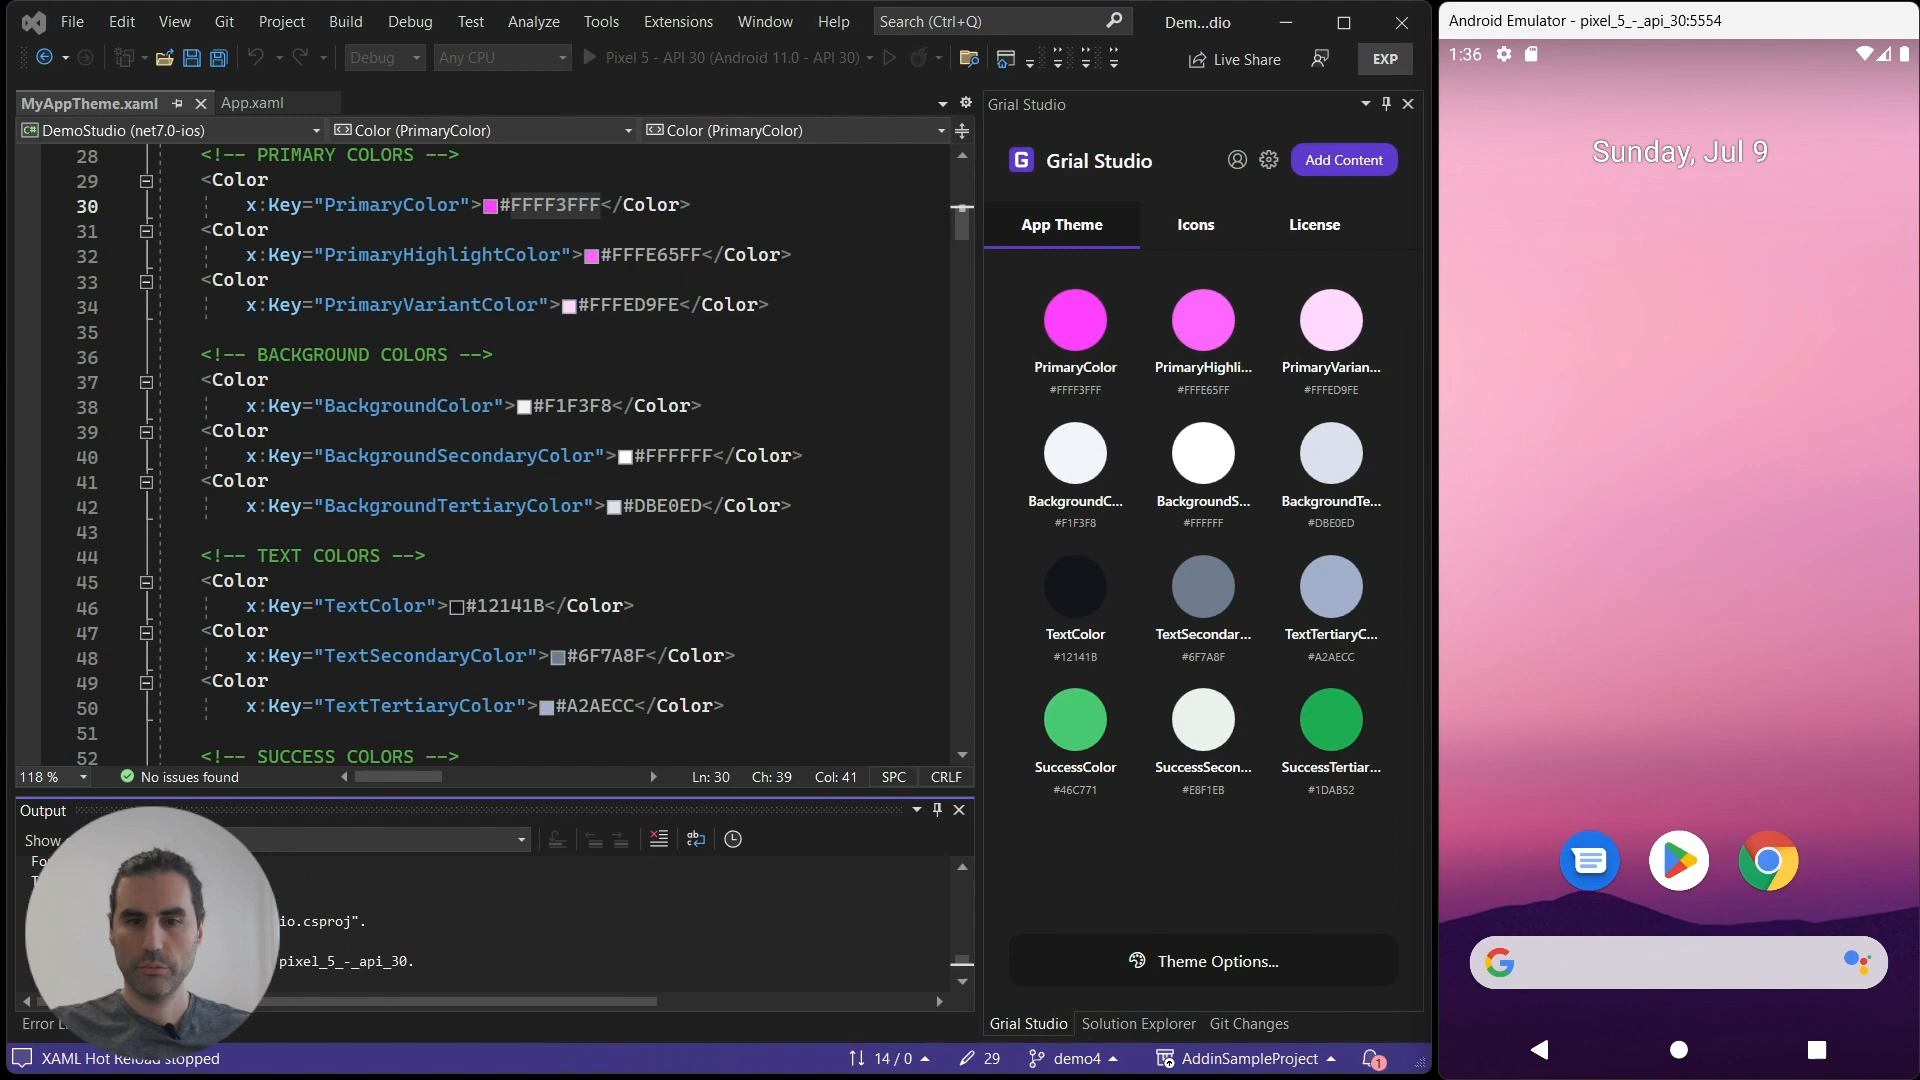 File Edit View Git Project Build Debug Test Analyze Tools Extensions Window Help Search (Ctrl+Q) Dem...dio
Debug Any CPU Pixel 5 - API 30 (Android 11.0 - API 30) Live Share EXP
MyAppTheme.xaml App.xaml
DemoStudio (net7.0-ios) Color (PrimaryColor) Color (PrimaryColor)
28 <!-- PRIMARY COLORS -->
29 <Color
30 x:Key="PrimaryColor">#FFFF3FFF</Color>
31 <Color
32 x:Key="PrimaryHighlightColor">#FFFE65FF</Color>
33 <Color
34 x:Key="PrimaryVariantColor">#FFFED9FE</Color>
35
36 <!-- BACKGROUND COLORS -->
37 <Color
38 x:Key="BackgroundColor">#F1F3F8</Color>
39 <Color
40 x:Key="BackgroundSecondaryColor">#FFFFFF</Color>
41 <Color
42 x:Key="BackgroundTertiaryColor">#DBE0ED</Color>
43
44 <!-- TEXT COLORS -->
45 <Color
46 x:Key="TextColor">#12141B</Color>
47 <Color
48 x:Key="TextSecondaryColor">#6F7A8F</Color>
49 <Color
50 x:Key="TextTertiaryColor">#A2AECC</Color>
51
52 <!-- SUCCESS COLORS -->
118 % No issues found Ln: 30 Ch: 39 Col: 41 SPC CRLF
Output
Show
Fo
io.csproj".
pixel_5_-_api_30.
Error L
XAML Hot Reload stopped 14 / 0 29 demo4 AddinSampleProject 1
Grial Studio
G Grial Studio Add Content
App Theme Icons License
PrimaryColor PrimaryHighli... PrimaryVarian...
#FFFF3FFF #FFFE65FF #FFFED9FE
BackgroundC... BackgroundS... BackgroundTe...
#F1F3F8 #FFFFFF #DBE0ED
TextColor TextSecondar... TextTertiaryC...
#12141B #6F7A8F #A2AECC
SuccessColor SuccessSecon... SuccessTertiar...
#46C771 #E8F1EB #1DAB52
Theme Options...
Grial Studio Solution Explorer Git Changes
Android Emulator - pixel_5_-_api_30:5554
1:36
Sunday, Jul 9